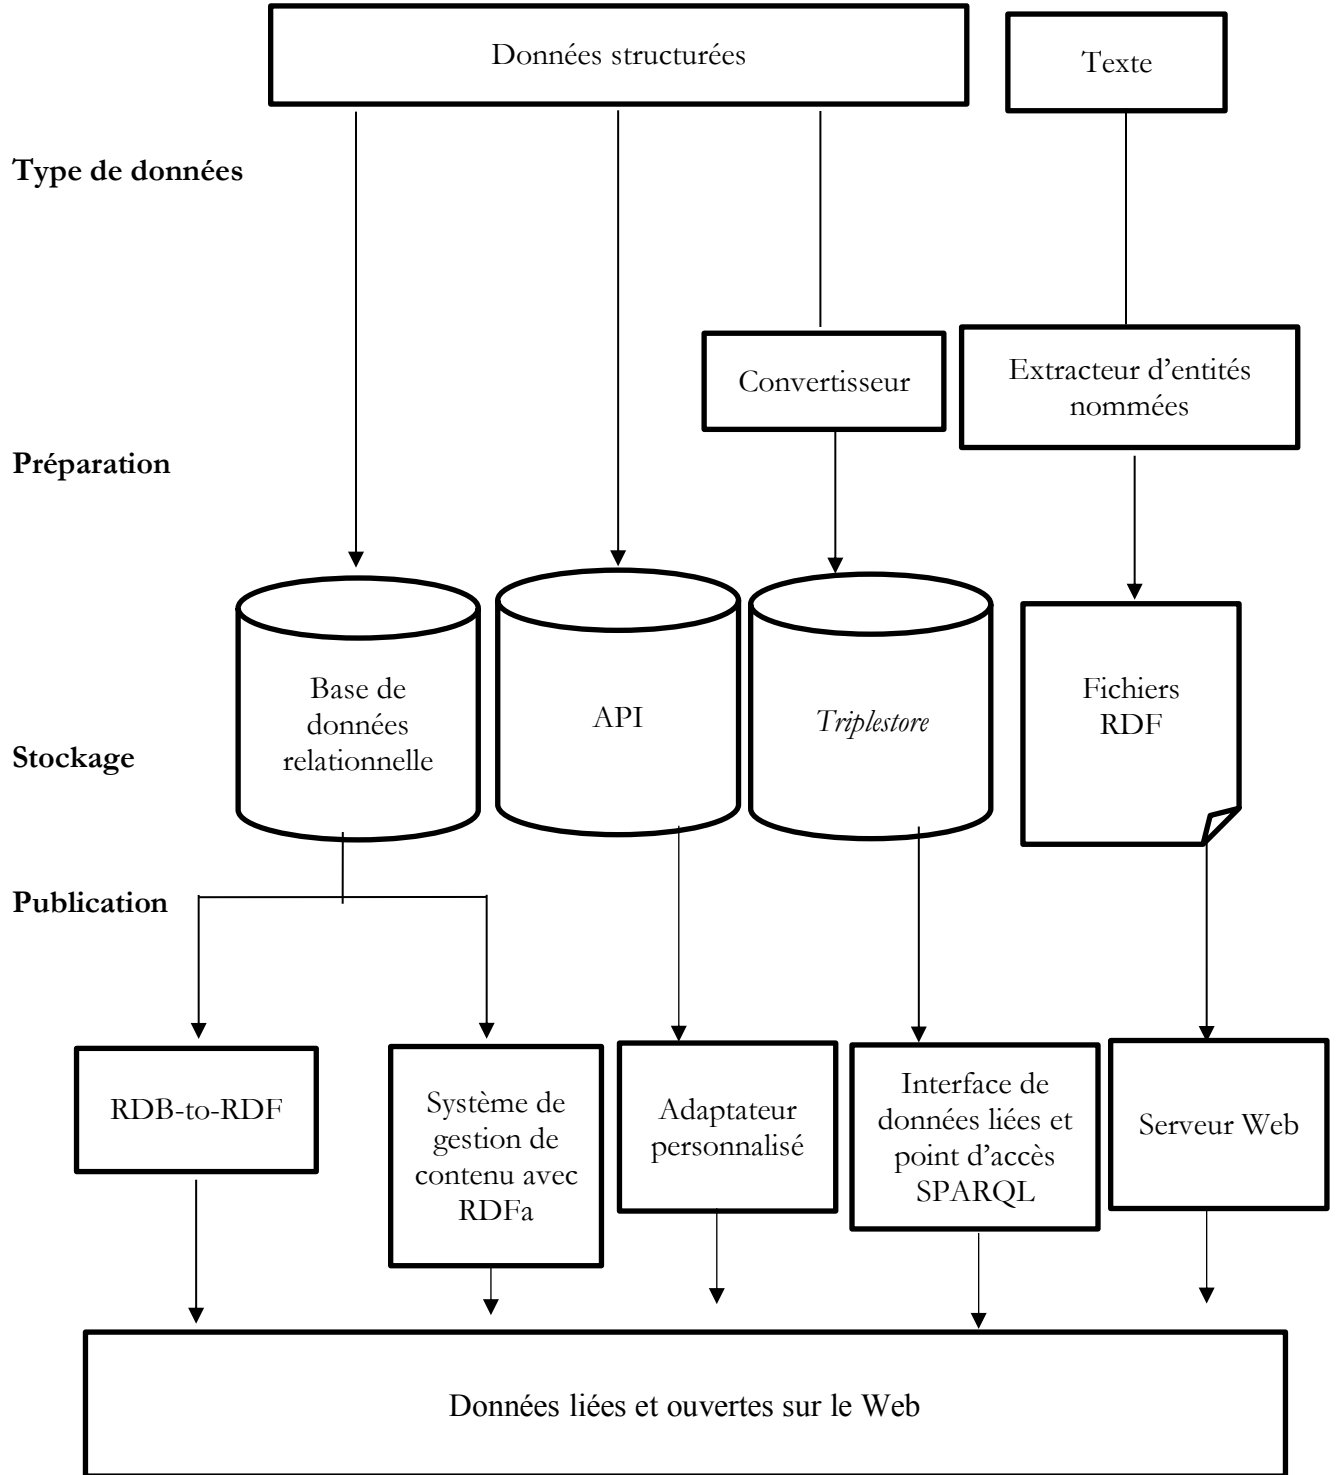 Données structurées
Texte
Type de données
Convertisseur
Extracteur d’entités
nommées
Préparation
Base de
données
relationnelle
API
Triplestore
Fichiers
RDF
Stockage
Publication
RDB-to-RDF
Système de
gestion de
contenu avec
RDFa
Adaptateur
personnalisé
Interface de
données liées et
point d’accès
SPARQL
Serveur Web
Données liées et ouvertes sur le Web